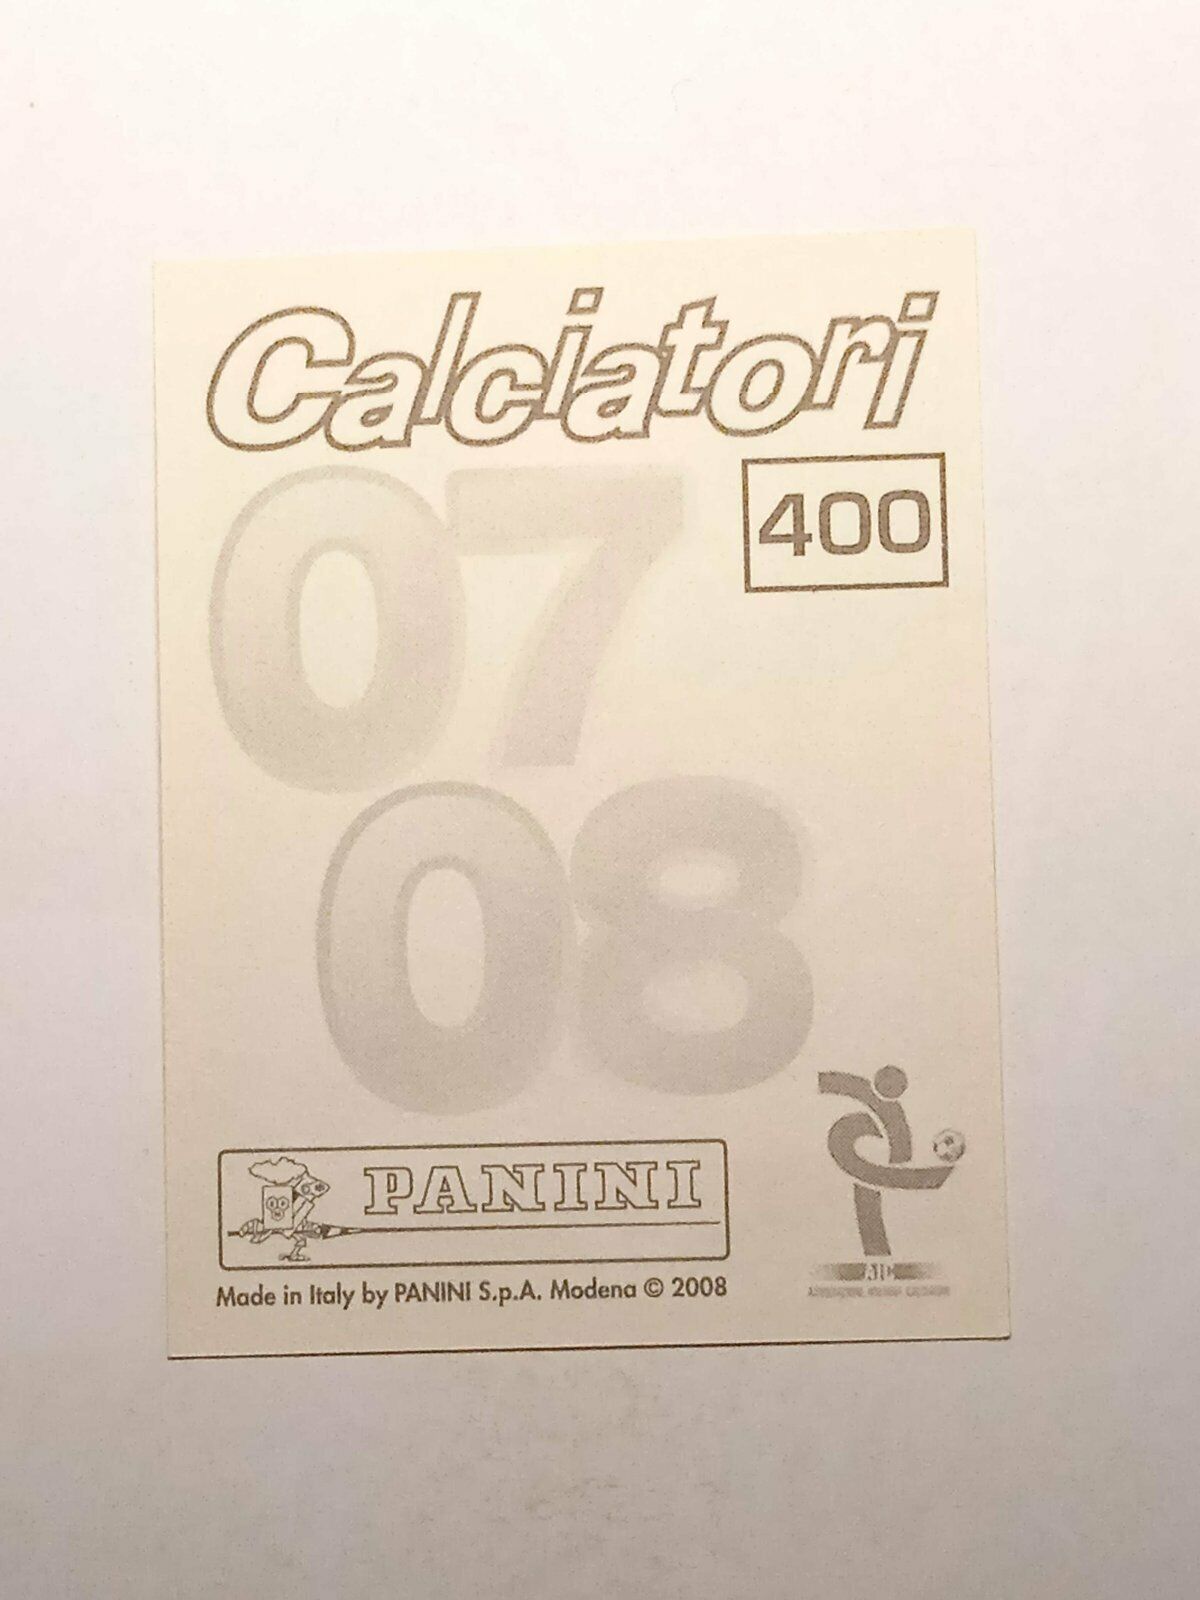 Calciatori
07
400
08
PANINI
Made in Italy by PANINI S.p.A. Modena © 2008